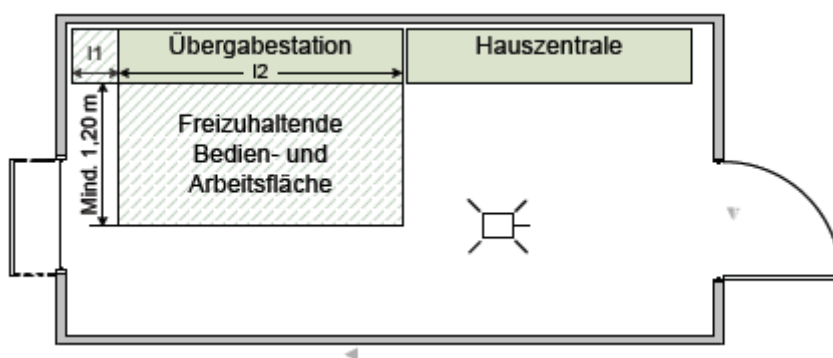 Übergabestation
Hauszentrale
l1
l2
Mind. 1,20 m
Freizuhaltende
Bedien- und
Arbeitsfläche